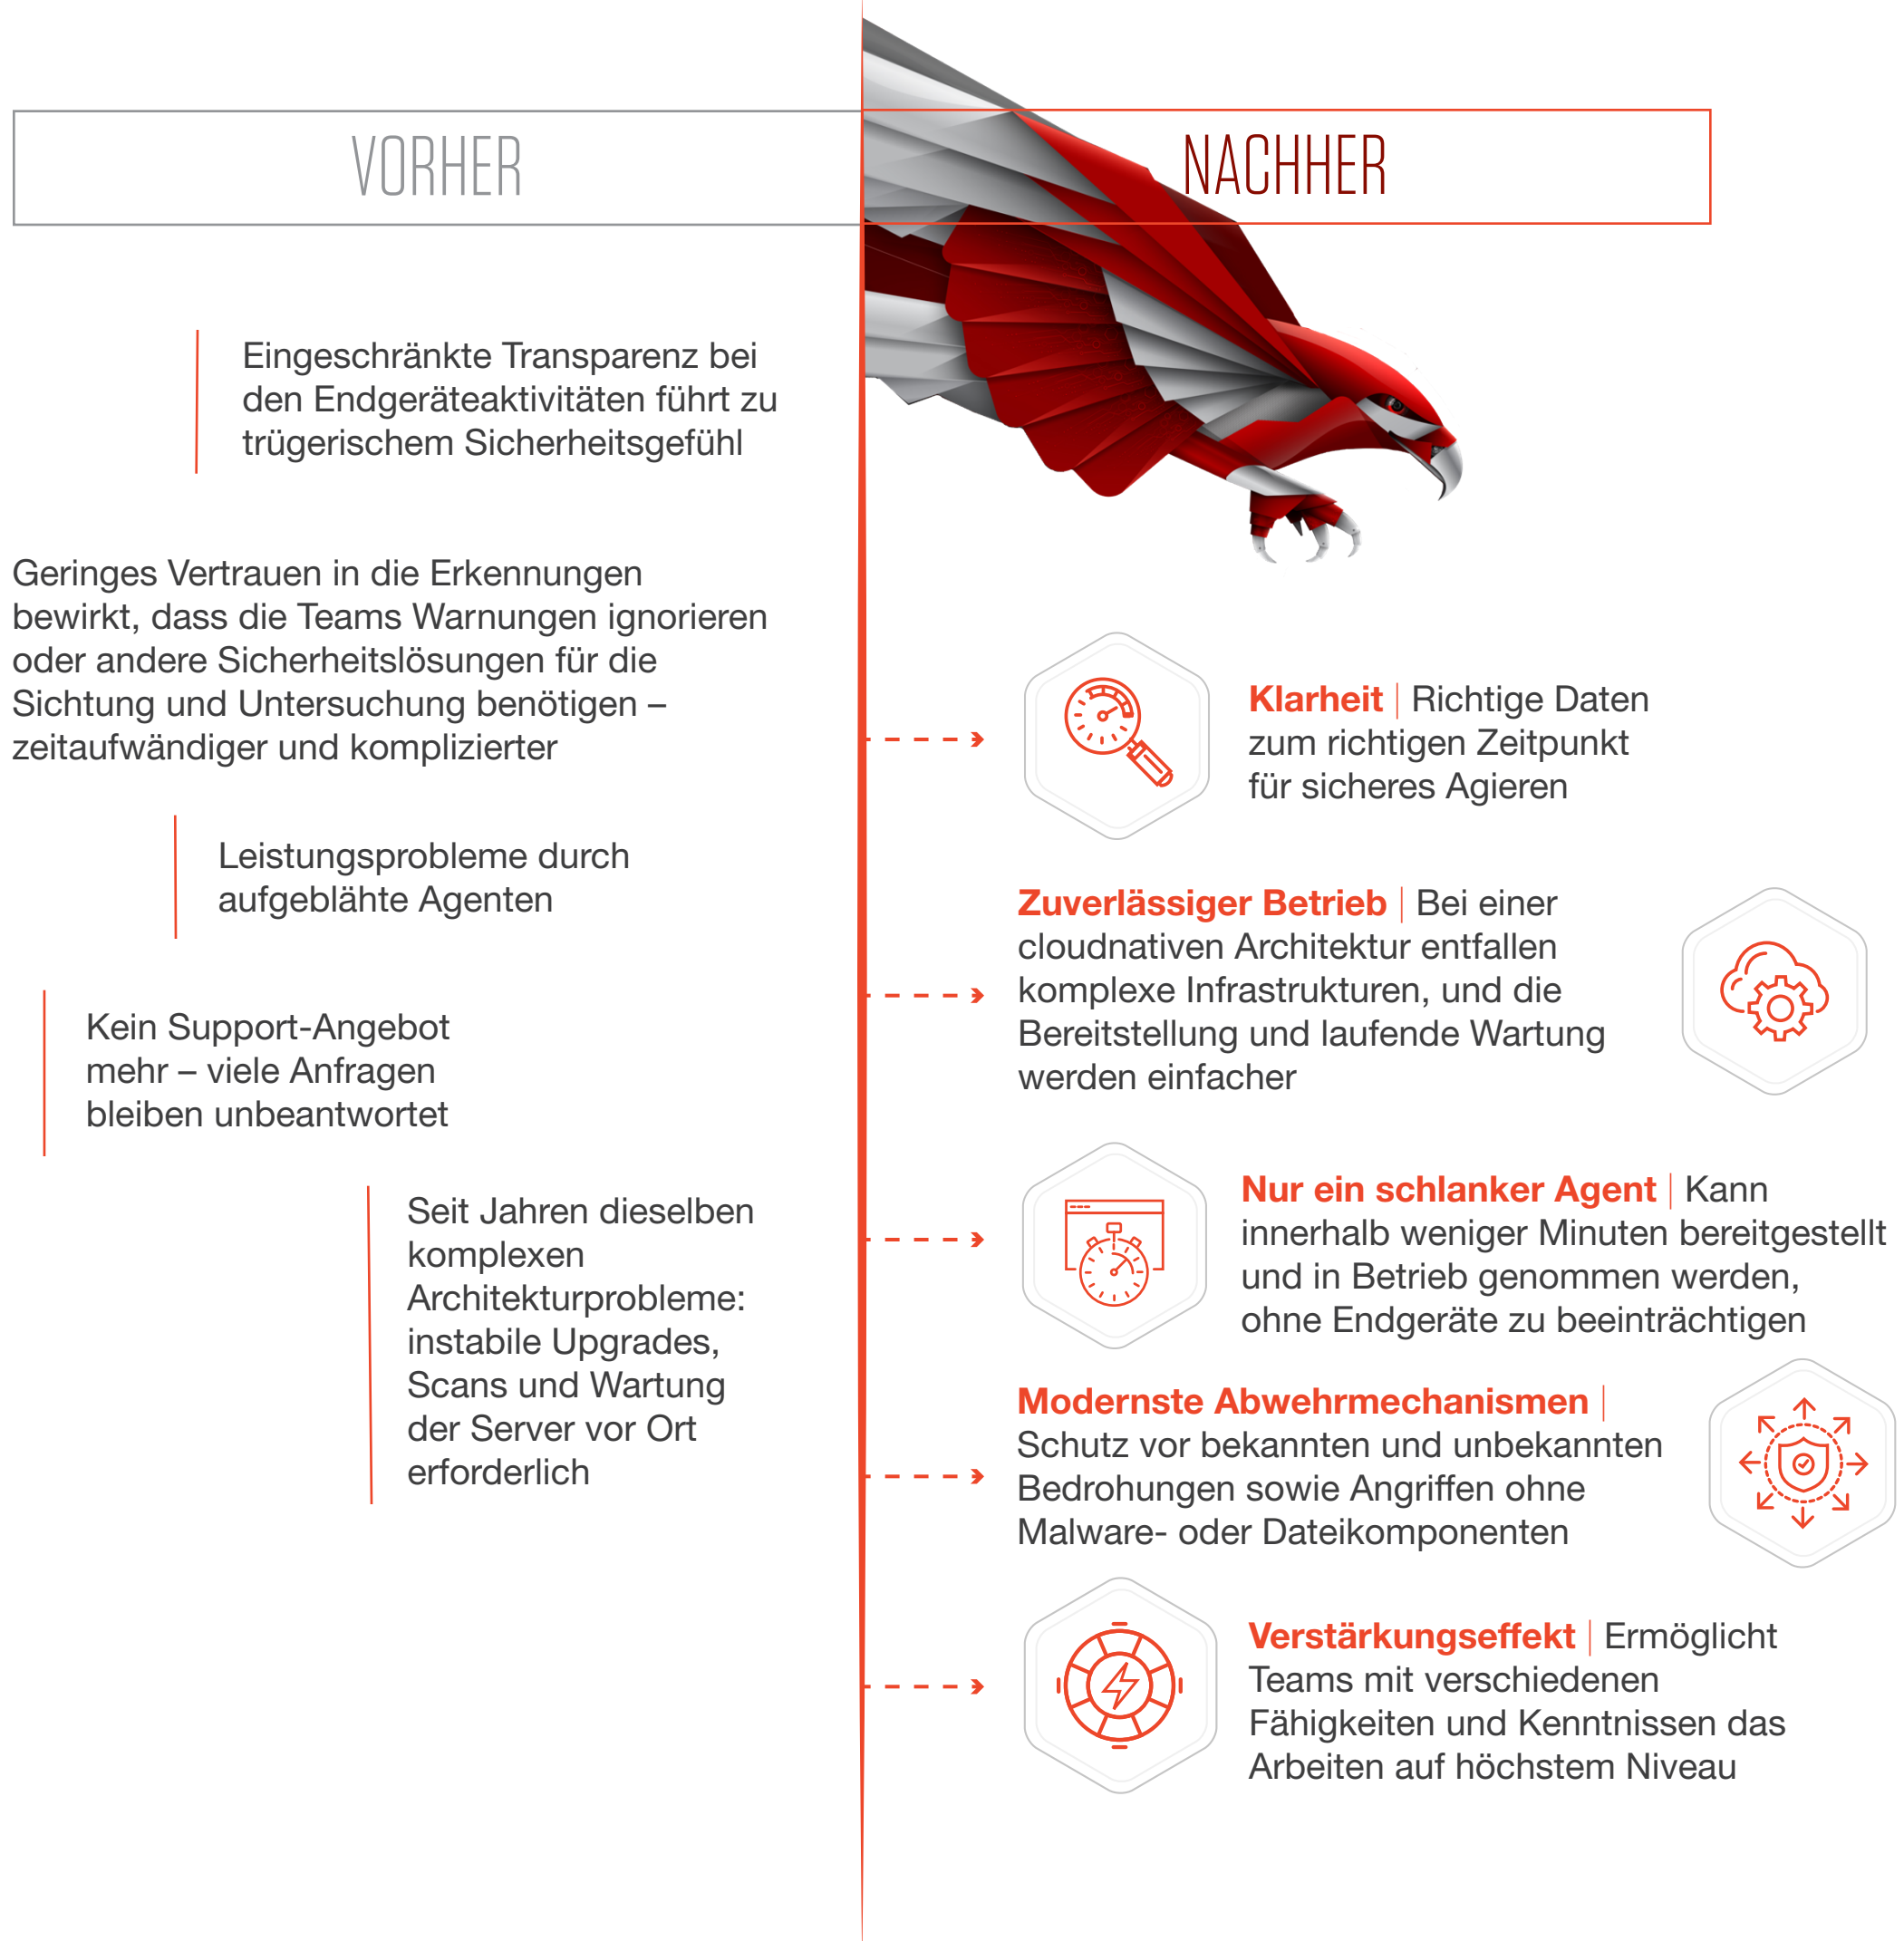 VORHER
NACHHER
Eingeschränkte Transparenz bei
den Endgeräteaktivitäten führt zu
trügerischem Sicherheitsgefühl
Geringes Vertrauen in die Erkennungen
bewirkt, dass die Teams Warnungen ignorieren
oder andere Sicherheitslösungen für die
Sichtung und Untersuchung benötigen –
zeitaufwändiger und komplizierter
Leistungsprobleme durch
aufgeblähte Agenten
Kein Support-Angebot
mehr – viele Anfragen
bleiben unbeantwortet
Seit Jahren dieselben
komplexen
Architekturprobleme:
instabile Upgrades,
Scans und Wartung
der Server vor Ort
erforderlich
Klarheit | Richtige Daten
zum richtigen Zeitpunkt
für sicheres Agieren
Zuverlässiger Betrieb | Bei einer
cloudnativen Architektur entfallen
komplexe Infrastrukturen, und die
Bereitstellung und laufende Wartung
werden einfacher
Nur ein schlanker Agent | Kann
innerhalb weniger Minuten bereitgestellt
und in Betrieb genommen werden,
ohne Endgeräte zu beeinträchtigen
Modernste Abwehrmechanismen |
Schutz vor bekannten und unbekannten
Bedrohungen sowie Angriffen ohne
Malware- oder Dateikomponenten
Verstärkungseffekt | Ermöglicht
Teams mit verschiedenen
Fähigkeiten und Kenntnissen das
Arbeiten auf höchstem Niveau